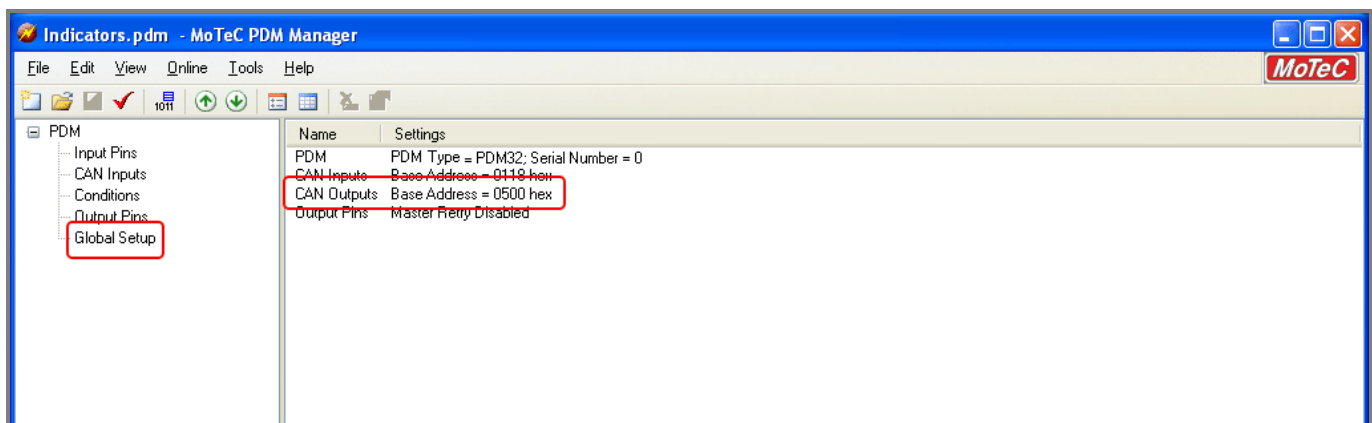 Indicators.pdm - MoTeC PDM Manager
File Edit View Online Tools Help
MoTeC
1011
PDM
Input Pins
CAN Inputs
Conditions
Output Pins
Global Setup
Name Settings
PDM PDM Type = PDM32; Serial Number = 0
CAN Inputs Base Address = 0118 hex
CAN Outputs Base Address = 0500 hex
Output Pins Master Retry Disabled